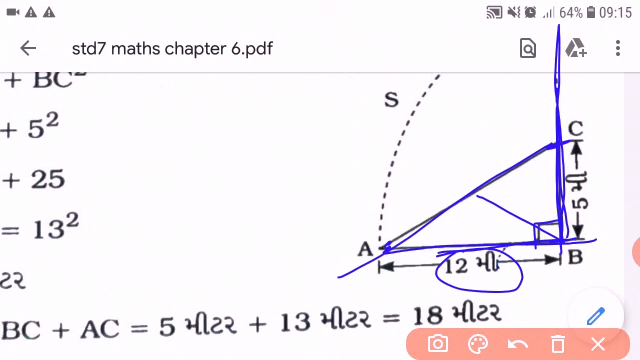 64% 09:15
std7 maths chapter 6.pdf
+ BC²
S
+ 5²
C
5 મી
+ 25
= 13²
A
12 મી
B
ટર
BC + AC = 5 મીટર + 13 મીટર = 18 મીટર